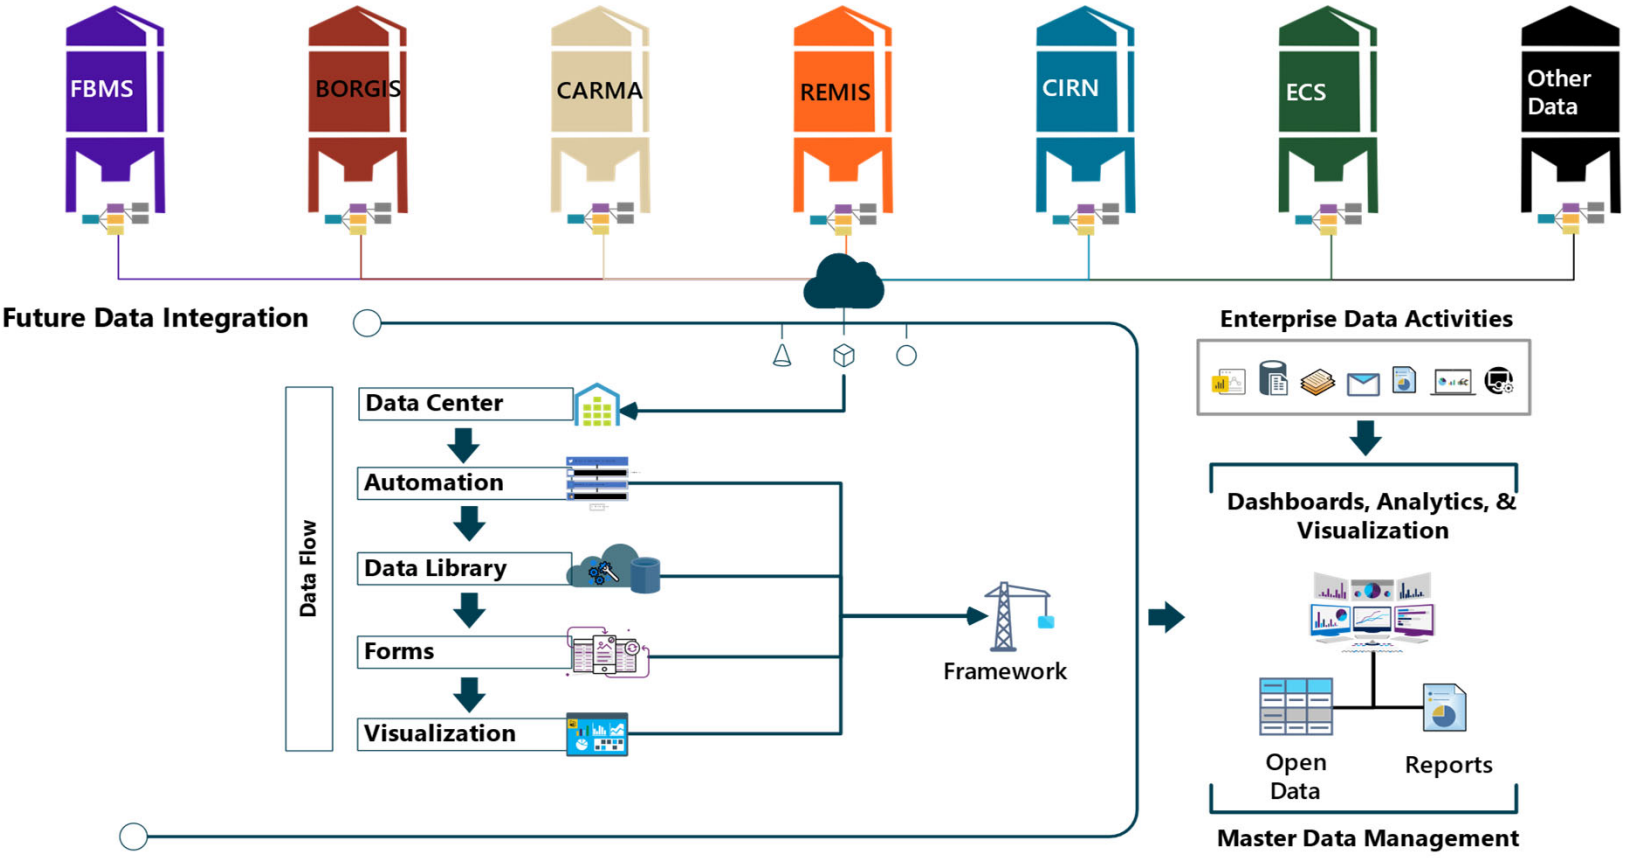 FBMS
BORGIS
CARMA
REMIS
CIRN
ECS
Other
Data
Future Data Integration
Data Flow
Data Center
Automation
Data Library
Forms
Visualization
Framework
Enterprise Data Activities
Dashboards, Analytics, &
Visualization
Open
Data
Reports
Master Data Management